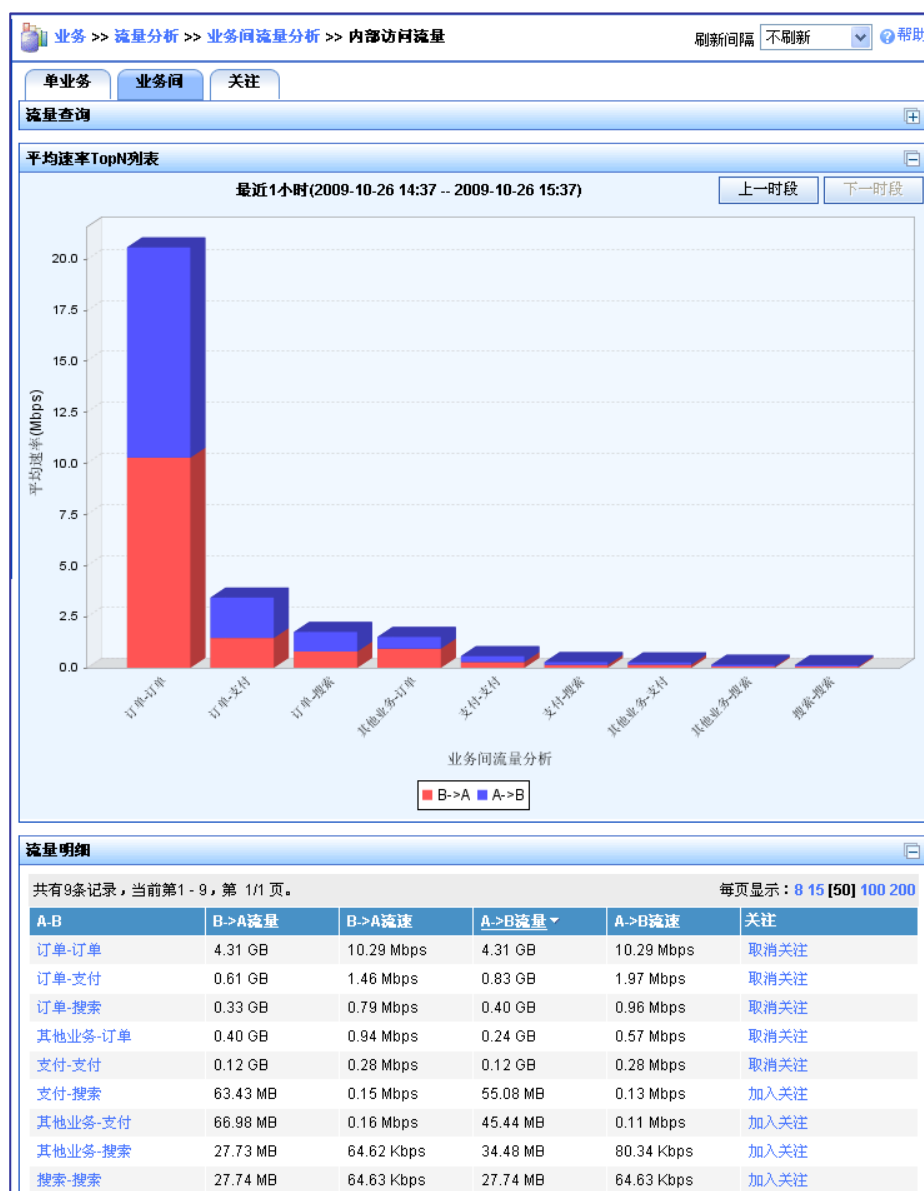 业务 >> 流量分析 >> 业务间流量分析 >> 内部访问流量 刷新间隔 不刷新 帮助
单业务 业务间 关注
流量查询
平均速率TopN列表
最近1小时(2009-10-26 14:37 -- 2009-10-26 15:37) 上一时段 下一时段
20.0
17.5
15.0
12.5
10.0
7.5
5.0
2.5
0.0
平均速率(Mbps)
订单-订单 订单-支付 订单-搜索 其他业务-订单 支付-支付 支付-搜索 其他业务-支付 其他业务-搜索 搜索-搜索
业务间流量分析
B->A A->B
流量明细
共有9条记录，当前第1 - 9，第 1/1 页。 每页显示：8 15 [50] 100 200
A-B B->A流量 B->A流速 A->B流量 A->B流速 关注
订单-订单 4.31 GB 10.29 Mbps 4.31 GB 10.29 Mbps 取消关注
订单-支付 0.61 GB 1.46 Mbps 0.83 GB 1.97 Mbps 取消关注
订单-搜索 0.33 GB 0.79 Mbps 0.40 GB 0.96 Mbps 取消关注
其他业务-订单 0.40 GB 0.94 Mbps 0.24 GB 0.57 Mbps 取消关注
支付-支付 0.12 GB 0.28 Mbps 0.12 GB 0.28 Mbps 取消关注
支付-搜索 63.43 MB 0.15 Mbps 55.08 MB 0.13 Mbps 加入关注
其他业务-支付 66.98 MB 0.16 Mbps 45.44 MB 0.11 Mbps 加入关注
其他业务-搜索 27.73 MB 64.62 Kbps 34.48 MB 80.34 Kbps 加入关注
搜索-搜索 27.74 MB 64.63 Kbps 27.74 MB 64.63 Kbps 加入关注